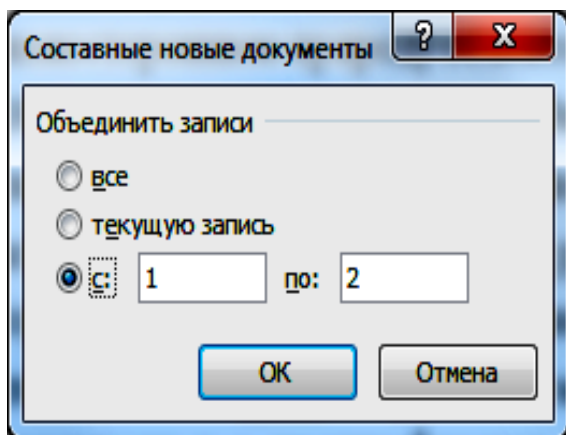 Составные новые документы ? X
Объединить записи
все
текущую запись
с: 1 по: 2
ОК Отмена